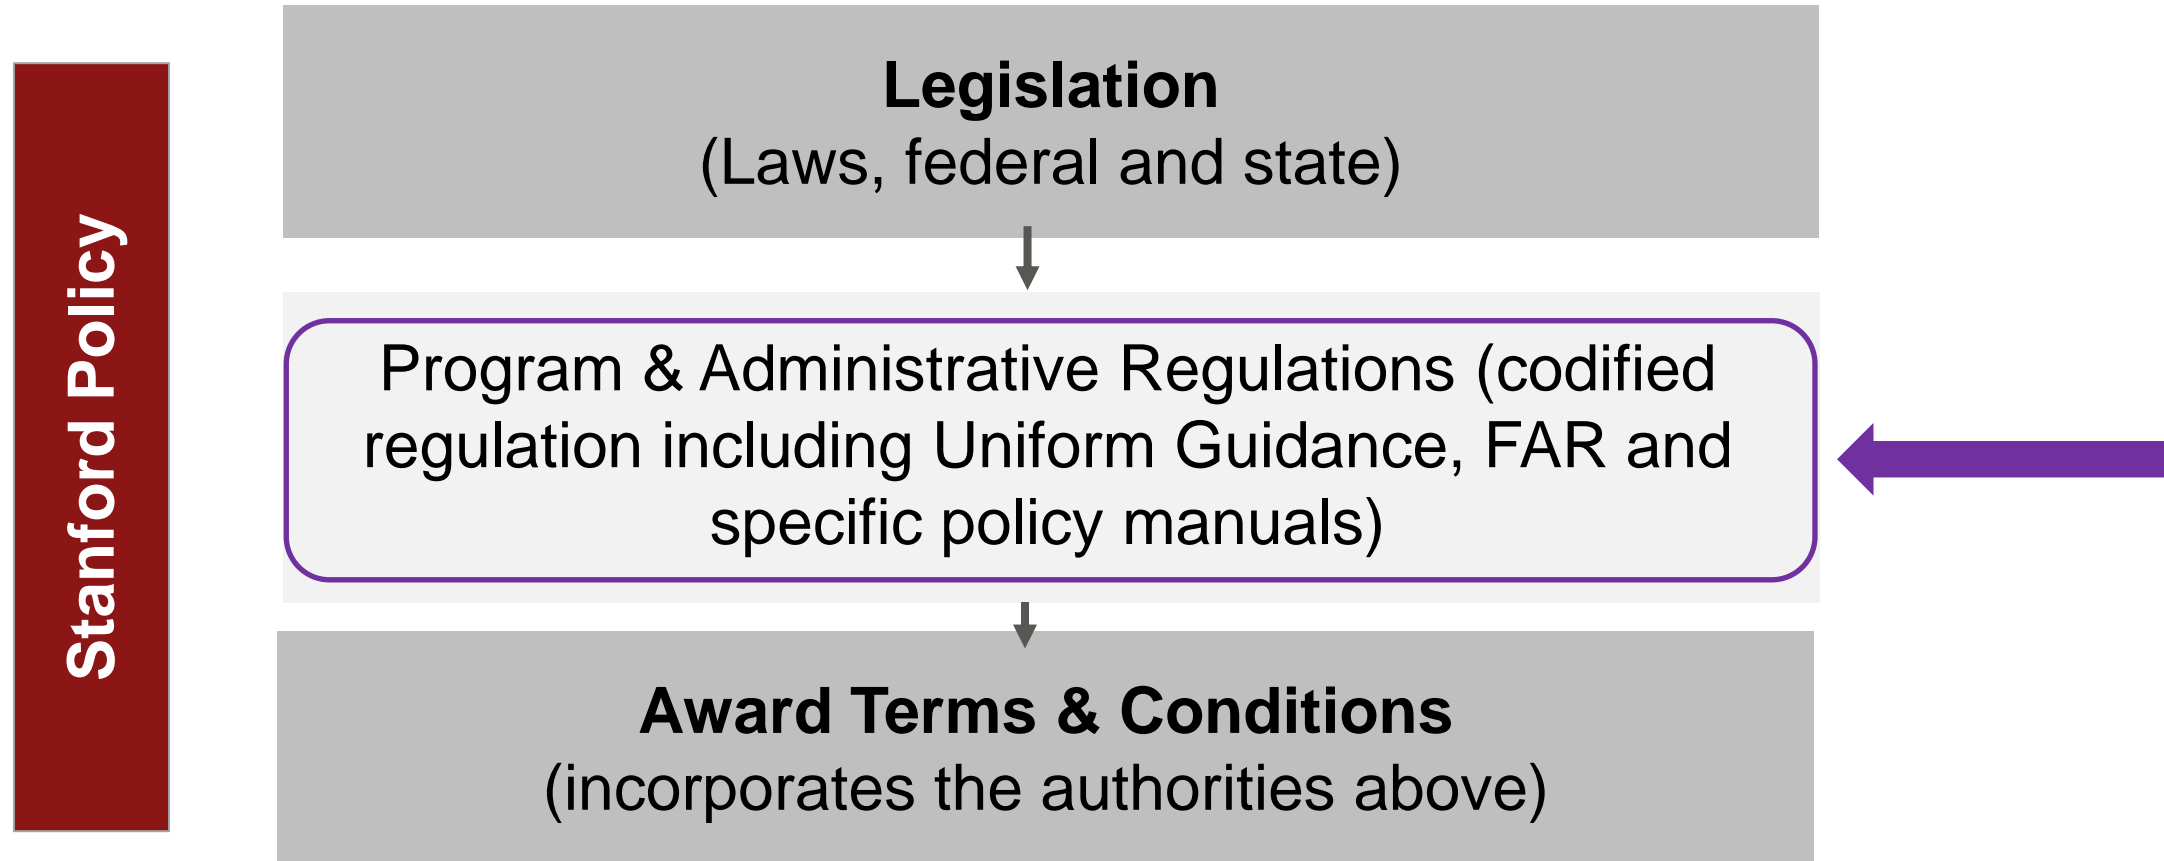 Stanford Policy
Legislation
(Laws, federal and state)
Program & Administrative Regulations (codified
regulation including Uniform Guidance, FAR and
specific policy manuals)
Award Terms & Conditions
(incorporates the authorities above)